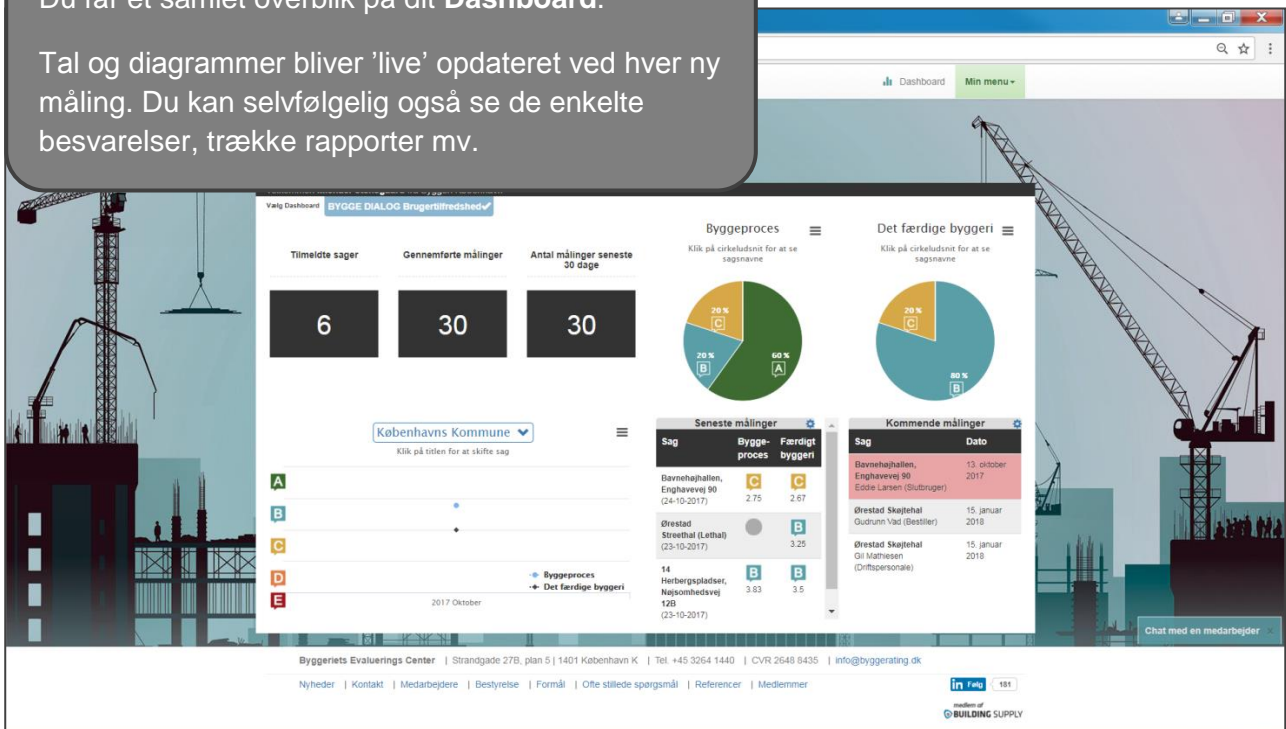 Du får et samlet overblik på dit Dashboard.
Tal og diagrammer bliver ’live’ opdateret ved hver ny
måling. Du kan selvfølgelig også se de enkelte
besvarelser, trække rapporter mv.
Dashboard
Min menu
Vælg Dashboard
BYGGE DIALOG Brugertilfredshed✔
Tilmeldte sager
Gennemførte målinger
Antal målinger seneste
30 dage
6
30
30
Byggeproces
Klik på cirkeludsnit for at se
sagsnavne
20 %
C
20 %
B
60 %
A
Det færdige byggeri
Klik på cirkeludsnit for at se
sagsnavne
20 %
C
80 %
B
Københavns Kommune
Klik på titlen for at skifte sag
A
B
C
D
E
Byggeproces
Det færdige byggeri
2017 Oktober
Seneste målinger
Sag
Bygge-
proces
Færdigt
byggeri
Bavnehøjhallen,
Enghavevej 90
(24-10-2017)
C
2.75
C
2.67
Ørestad
Streethal (Lethal)
(23-10-2017)
B
3.25
14
Herbergspladser,
Nøjsomhedsvej
12B
(23-10-2017)
B
3.83
B
3.5
Kommende målinger
Sag
Dato
Bavnehøjhallen,
Enghavevej 90
Eddie Larsen (Slutbruger)
13. oktober
2017
Ørestad Skøjtehal
Gudrunn Vad (Bestiller)
15. januar
2018
Ørestad Skøjtehal
Gil Mathiesen
(Driftspersonale)
15. januar
2018
Chat med en medarbejder ×
Byggeriets Evaluerings Center | Strandgade 27B, plan 5 | 1401 København K | Tel. +45 3264 1440 | CVR 2648 8435 | info@byggerating.dk
Nyheder | Kontakt | Medarbejdere | Bestyrelse | Formål | Ofte stillede spørgsmål | Referencer | Medlemmer
in Følg
181
medlem af
BUILDING SUPPLY